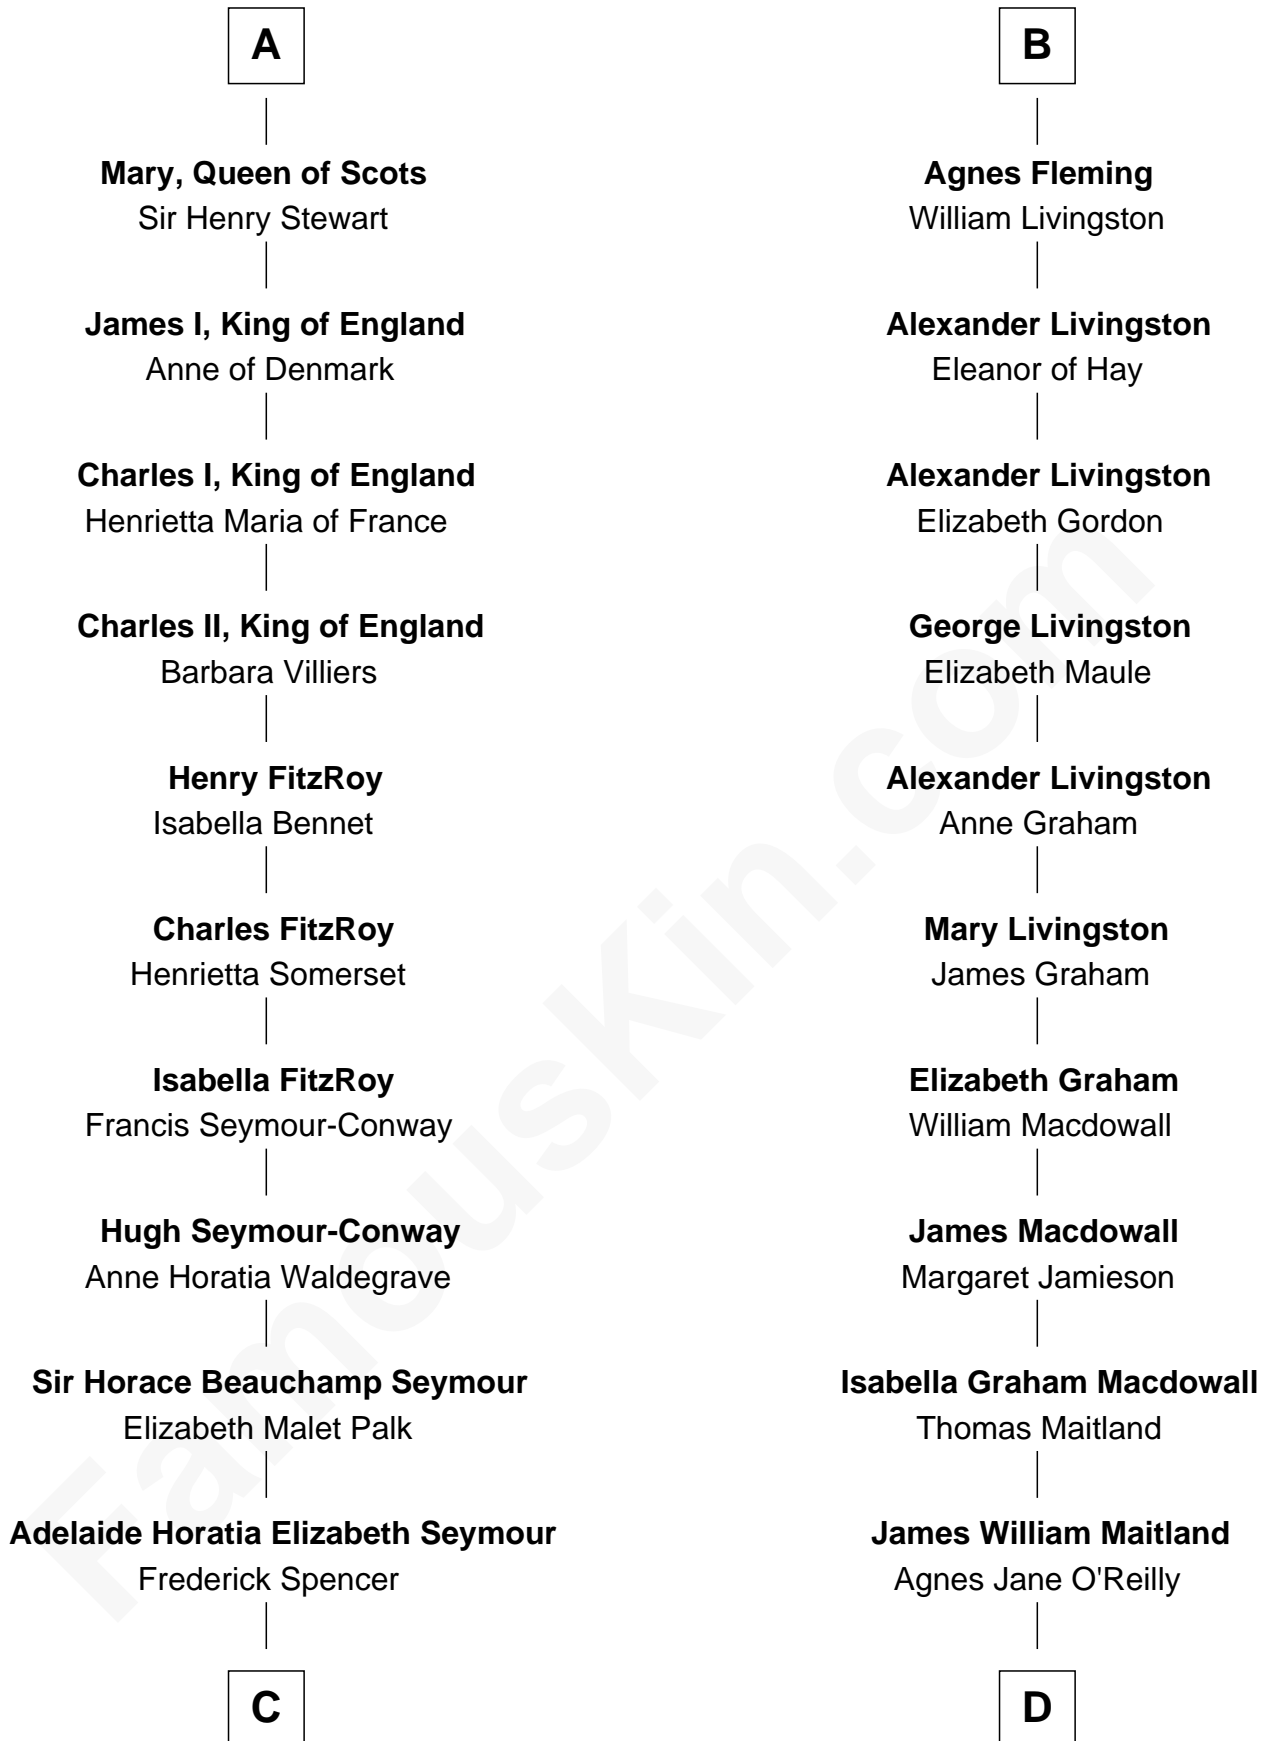 A
Mary, Queen of Scots
Sir Henry Stewart
James I, King of England
Anne of Denmark
Charles I, King of England
Henrietta Maria of France
Charles II, King of England
Barbara Villiers
Henry FitzRoy
Isabella Bennet
Charles FitzRoy
Henrietta Somerset
Isabella FitzRoy
Francis Seymour-Conway
Hugh Seymour-Conway
Anne Horatia Waldegrave
Sir Horace Beauchamp Seymour
Elizabeth Malet Palk
Adelaide Horatia Elizabeth Seymour
Frederick Spencer
C
B
Agnes Fleming
William Livingston
Alexander Livingston
Eleanor of Hay
Alexander Livingston
Elizabeth Gordon
George Livingston
Elizabeth Maule
Alexander Livingston
Anne Graham
Mary Livingston
James Graham
Elizabeth Graham
William Macdowall
James Macdowall
Margaret Jamieson
Isabella Graham Macdowall
Thomas Maitland
James William Maitland
Agnes Jane O'Reilly
D
FamousKin.com